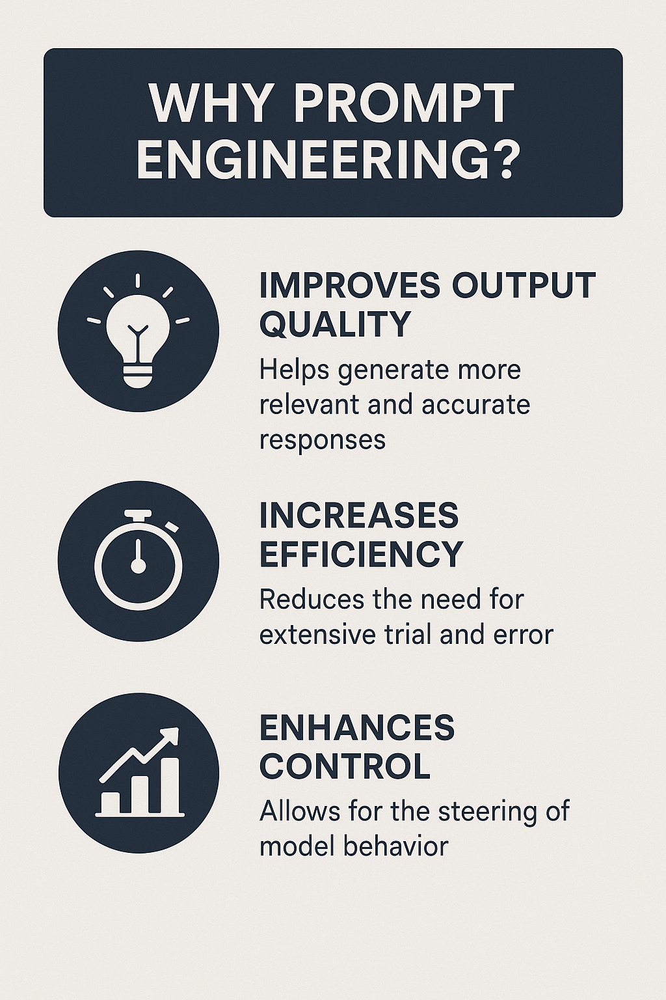 WHY PROMPT
ENGINEERING?
IMPROVES OUTPUT
QUALITY
Helps generate more
relevant and accurate
responses
INCREASES
EFFICIENCY
Reduces the need for
extensive trial and error
ENHANCES
CONTROL
Allows for the steering of
model behavior